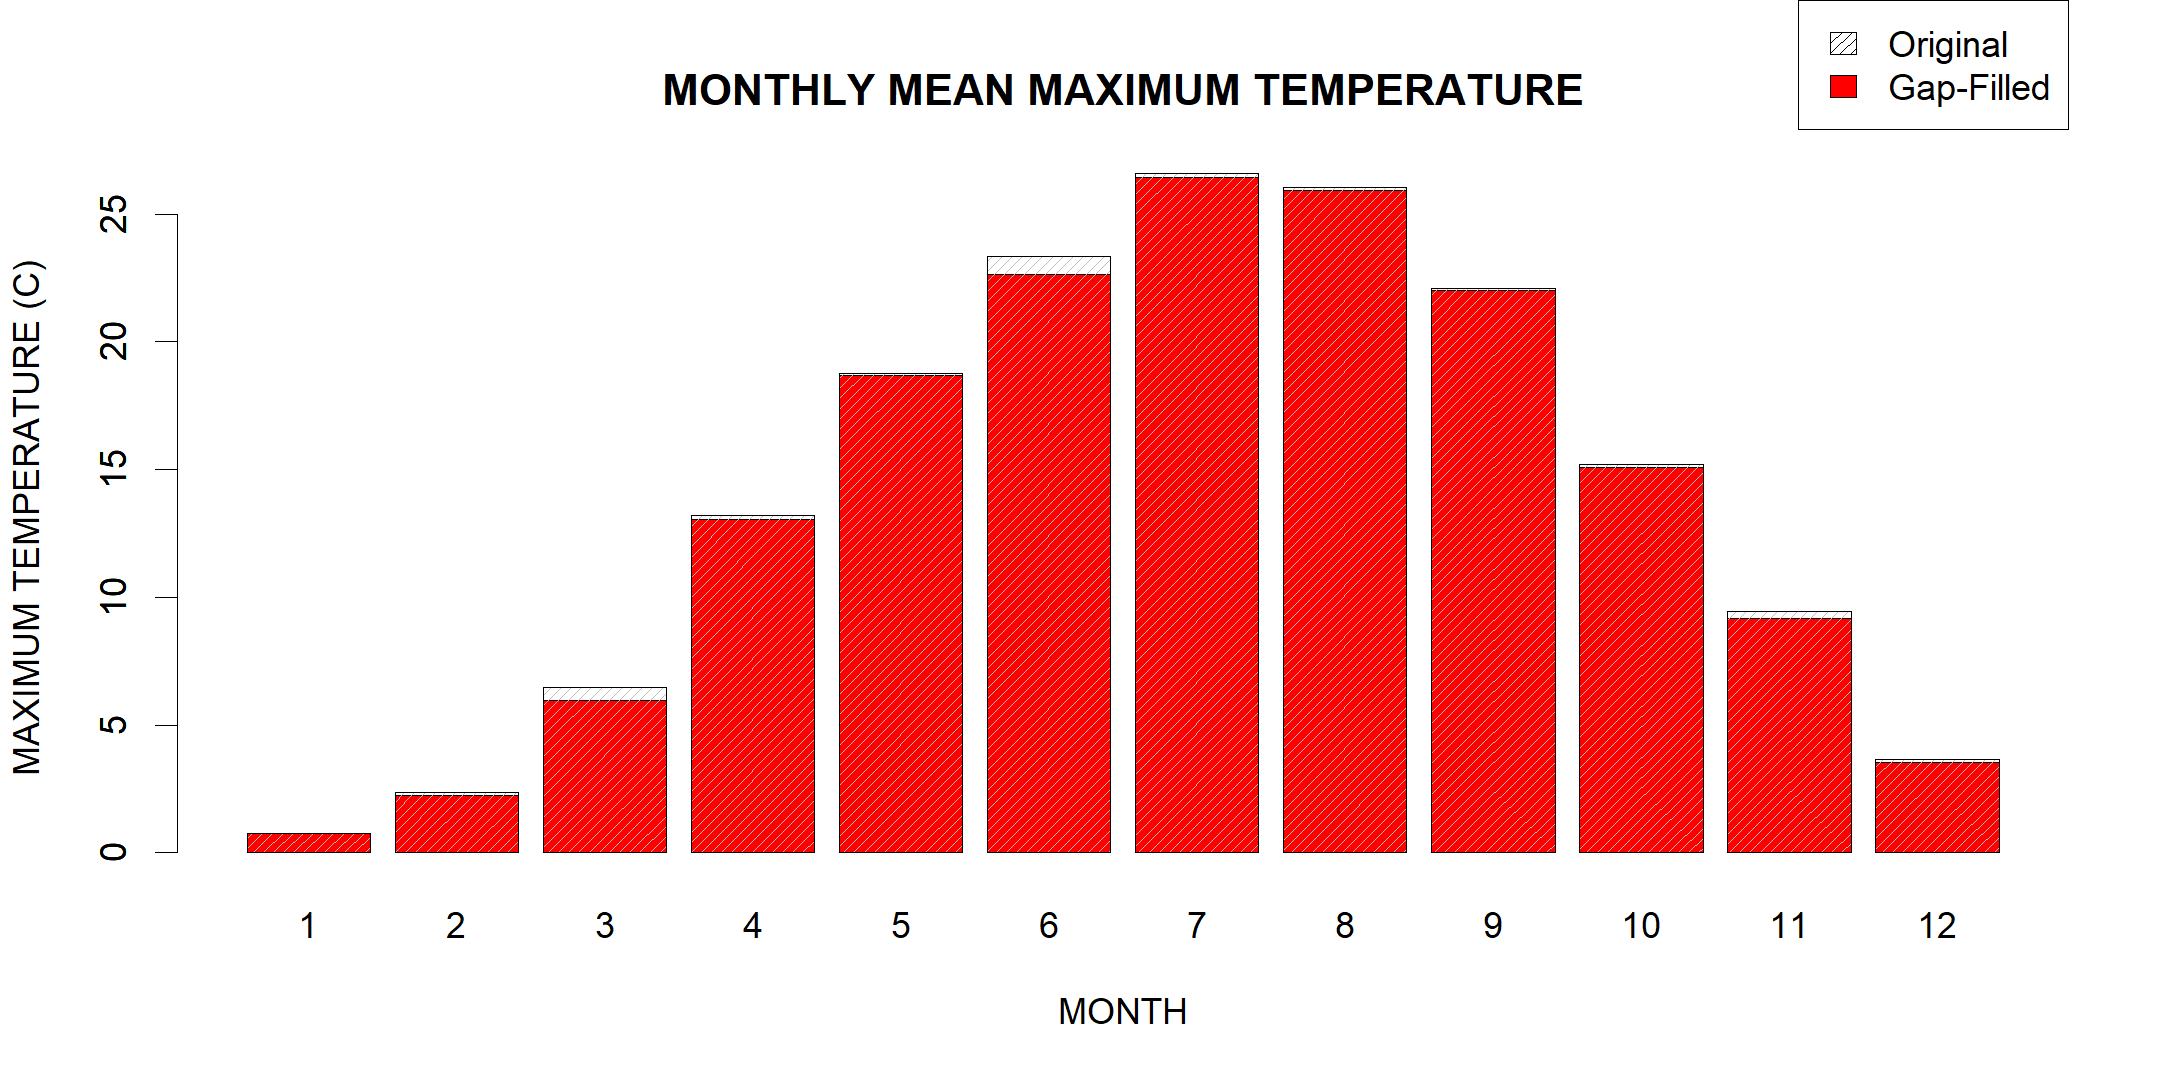 Original
Gap-Filled
MONTHLY MEAN MAXIMUM TEMPERATURE
MAXIMUM TEMPERATURE (C)
25
20
15
10
5
0
1 2 3 4 5 6 7 8 9 10 11 12
MONTH